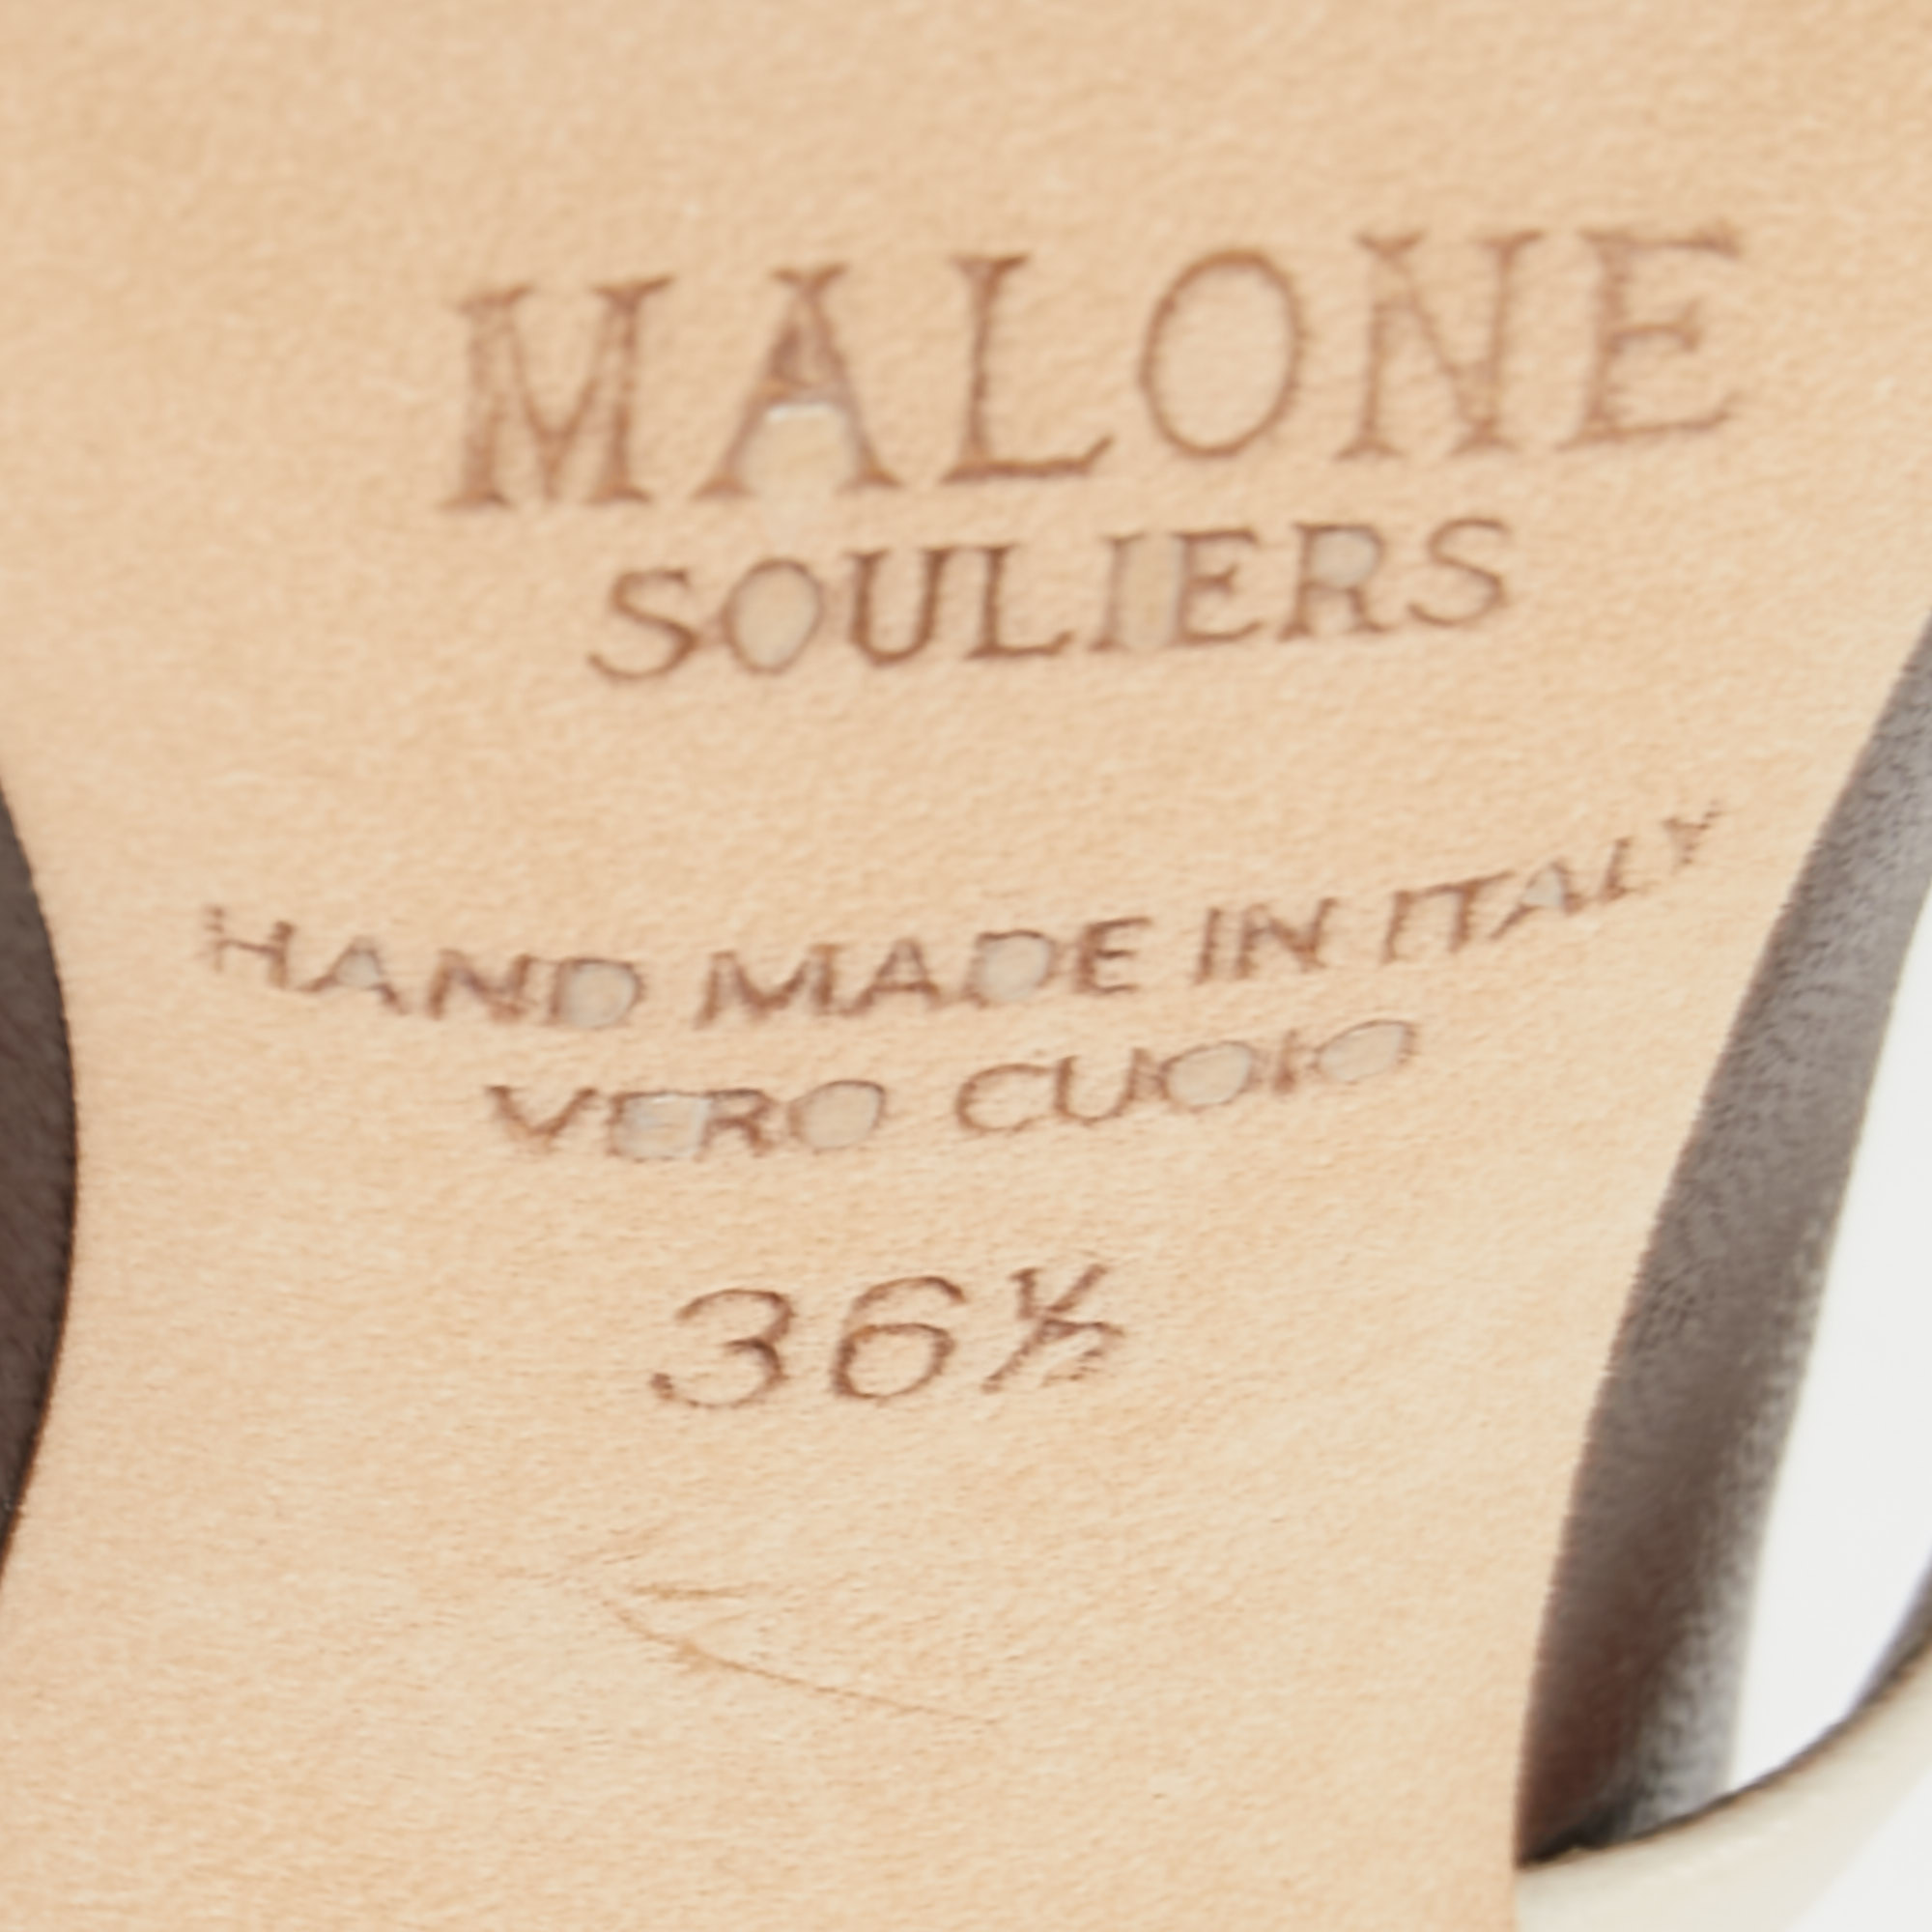 MALONE
SOULIERS
HAND MADE IN ITALY
VERO CUOIO
36½